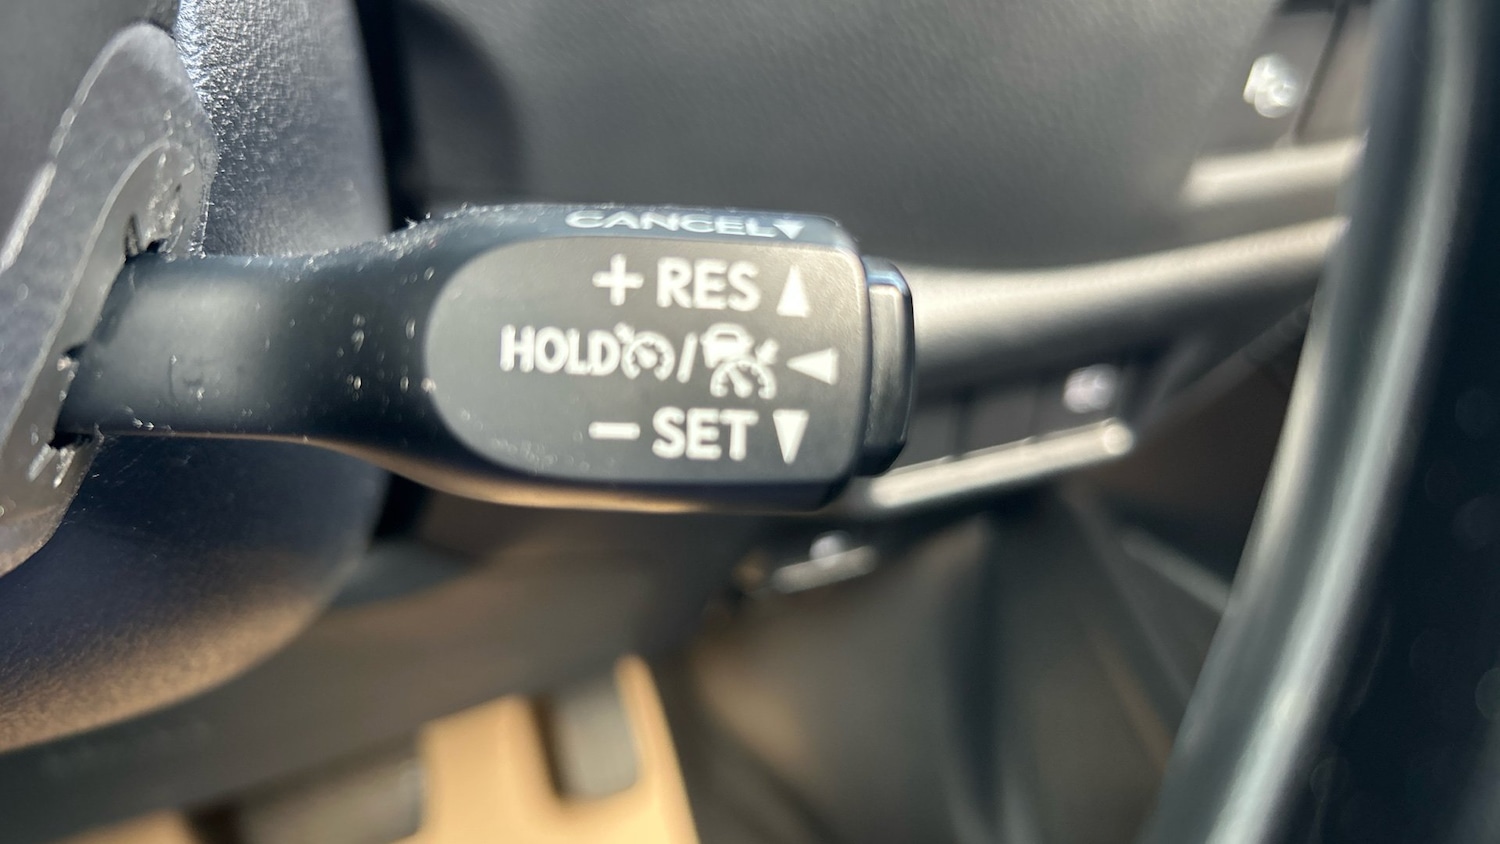 CANCEL▼
+ RES ▲
HOLD / ◀
− SET ▼